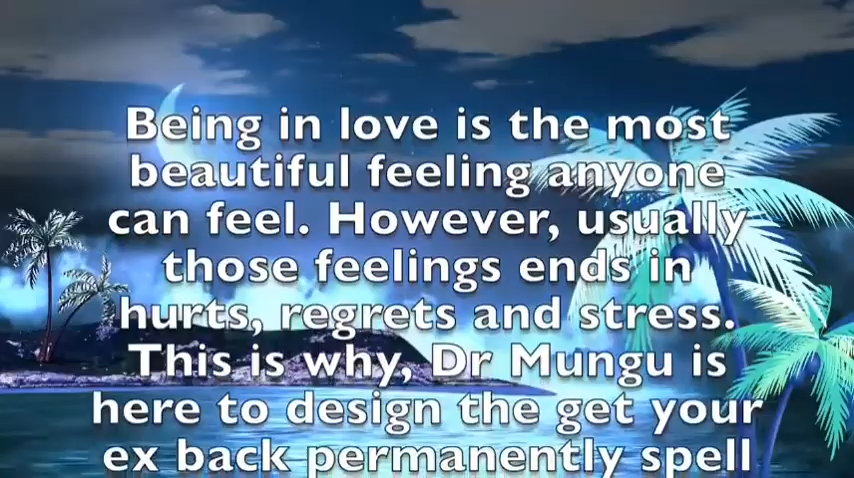 Being in love is the most
beautiful feeling anyone
can feel. However, usually
those feelings ends in
hurts, regrets and stress.
This is why, Dr Mungu is
here to design the get your
ex back permanently spell